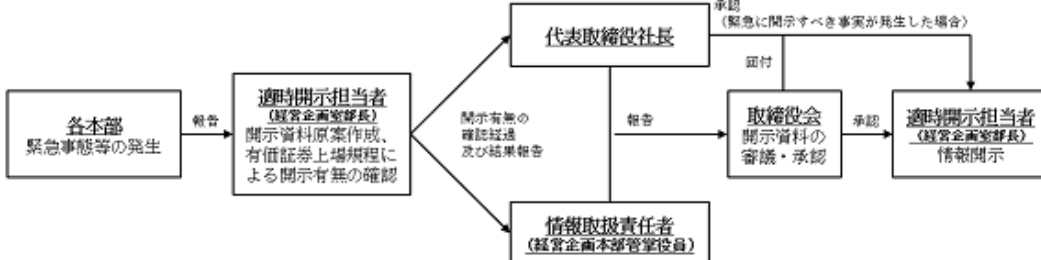 承認
（緊急に開示すべき事実が発生した場合）
代表取締役社長
回付
各本部
緊急事態等の発生
報告
適時開示担当者
（経営企画室部長）
開示資料原案作成、
有価証券上場規程に
よる開示有無の確認
開示有無の
確認経過
及び結果報告
報告
取締役会
開示資料の
審議・承認
承認
適時開示担当者
（経営企画室部長）
情報開示
情報取扱責任者
（経営企画本部管掌役員）